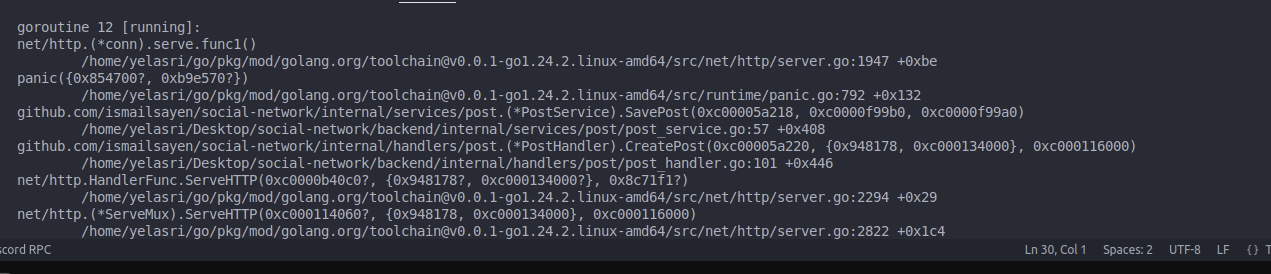 goroutine 12 [running]:
net/http.(*conn).serve.func1()
/home/yelasri/go/pkg/mod/golang.org/toolchain@v0.0.1-go1.24.2.linux-amd64/src/net/http/server.go:1947 +0xbe
panic({0x854700?, 0xb9e570?})
/home/yelasri/go/pkg/mod/golang.org/toolchain@v0.0.1-go1.24.2.linux-amd64/src/runtime/panic.go:792 +0x132
github.com/ismailsayen/social-network/internal/services/post.(*PostService).SavePost(0xc00005a218, 0xc0000f99b0, 0xc0000f99a0)
/home/yelasri/Desktop/social-network/backend/internal/services/post/post_service.go:57 +0x408
github.com/ismailsayen/social-network/internal/handlers/post.(*PostHandler).CreatePost(0xc00005a220, {0x948178, 0xc000134000}, 0xc000116000)
/home/yelasri/Desktop/social-network/backend/internal/handlers/post/post_handler.go:101 +0x446
net/http.HandlerFunc.ServeHTTP(0xc0000b40c0?, {0x948178?, 0xc000134000?}, 0x8c71f1?)
/home/yelasri/go/pkg/mod/golang.org/toolchain@v0.0.1-go1.24.2.linux-amd64/src/net/http/server.go:2294 +0x29
net/http.(*ServeMux).ServeHTTP(0xc000114060?, {0x948178, 0xc000134000}, 0xc000116000)
/home/yelasri/go/pkg/mod/golang.org/toolchain@v0.0.1-go1.24.2.linux-amd64/src/net/http/server.go:2822 +0x1c4
scord RPC Ln 30, Col 1 Spaces: 2 UTF-8 LF {} T